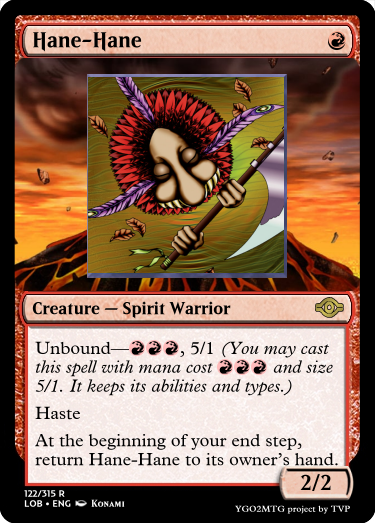 Hane-Hane
Creature — Spirit Warrior
Unbound—, 5/1 (You may cast
this spell with mana cost and size
5/1. It keeps its abilities and types.)
Haste
At the beginning of your end step,
return Hane-Hane to its owner's hand.
2/2
122/315 R
LOB • ENG KONAMI
YGO2MTG project by TVP